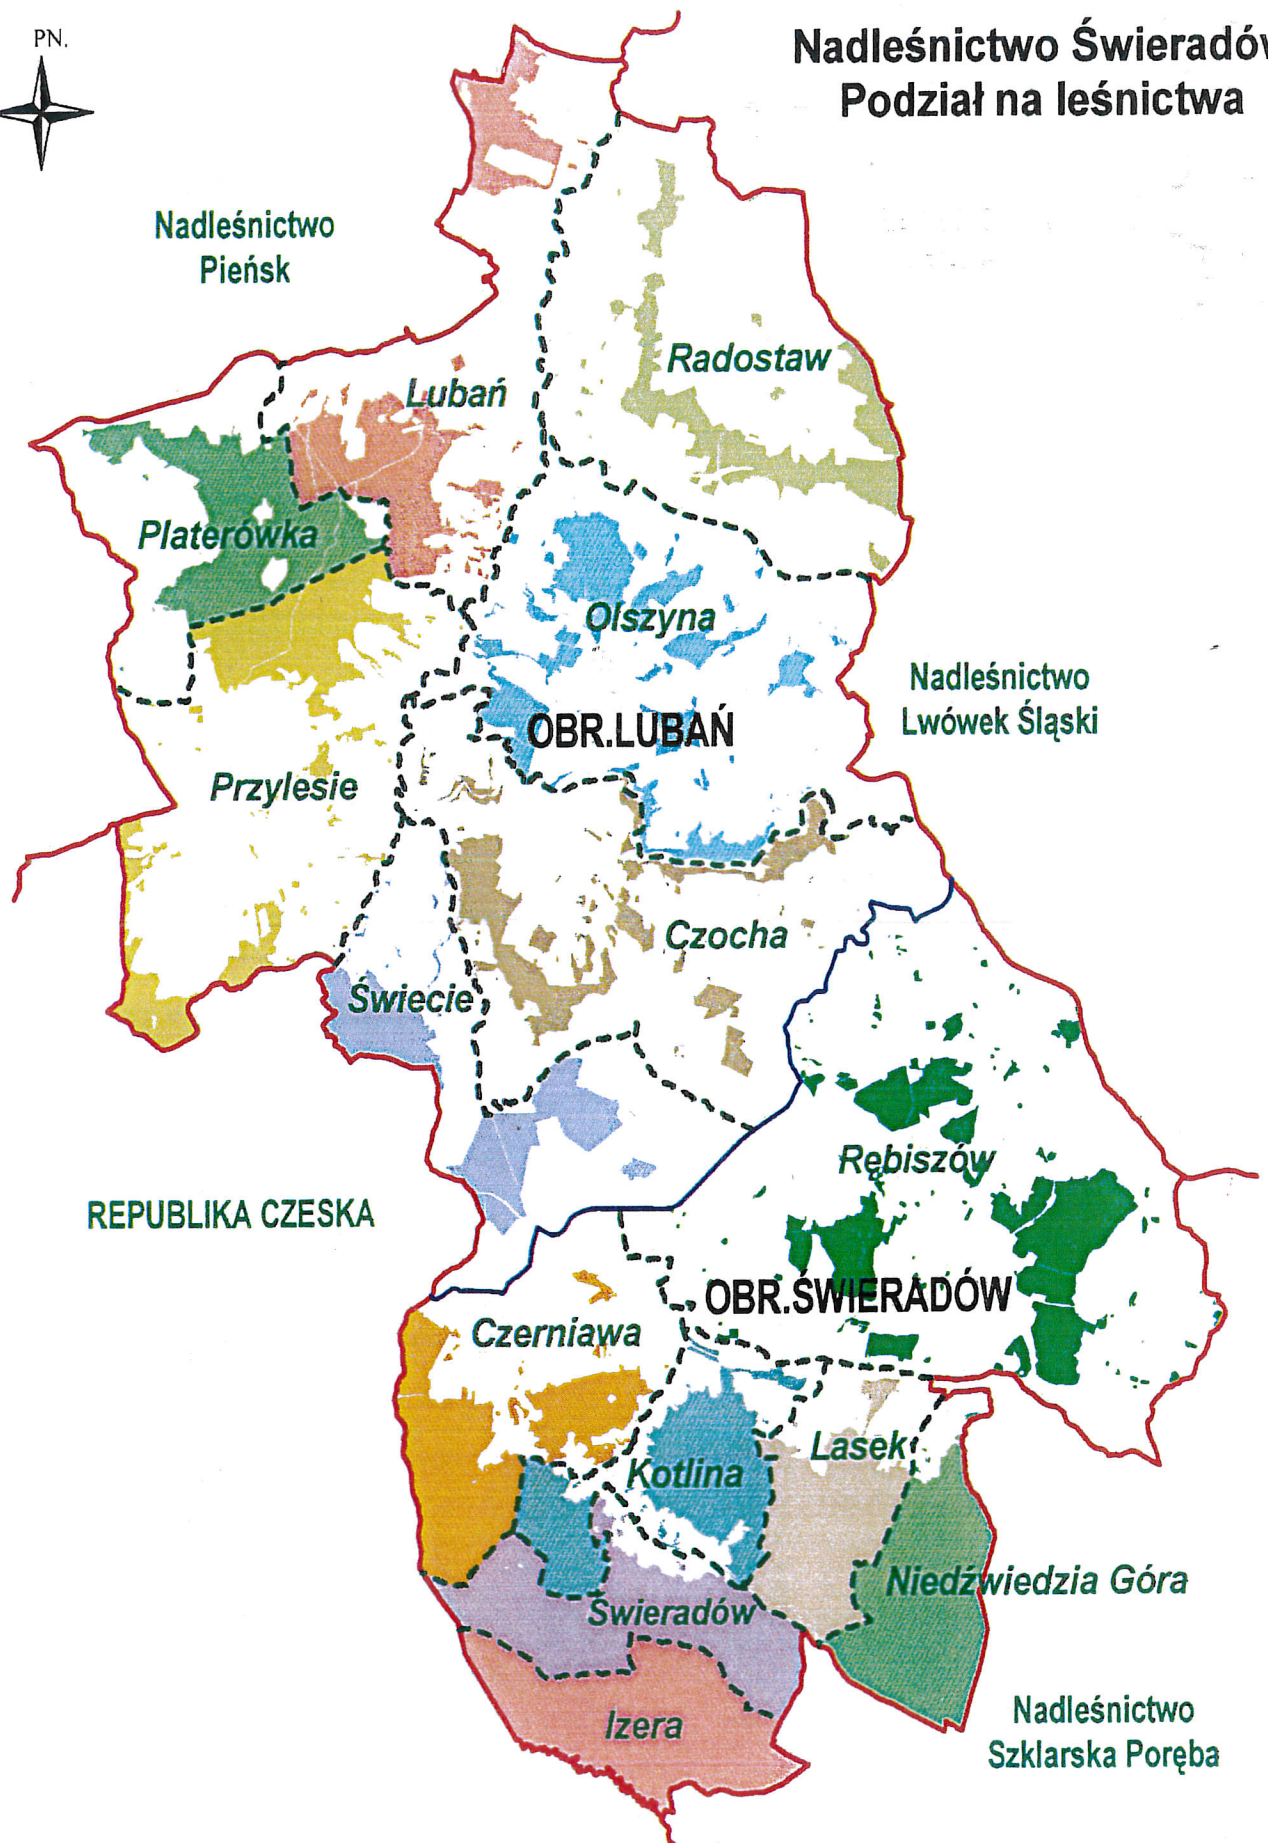 PN.
Nadleśnictwo Świeradów
Podział na leśnictwa
Nadleśnictwo
Pieńsk
Radostaw
Lubań
Platerówka
Olszyna
Nadleśnictwo
Lwówek Śląski
OBR.LUBAŃ
Przylesie
Czocha
Świecie
Rębiszów
REPUBLIKA CZESKA
OBR.ŚWIERADÓW
Czerniawa
Lasek
Kotlina
Niedźwiedzia Góra
Świeradów
Izera
Nadleśnictwo
Szklarska Poręba